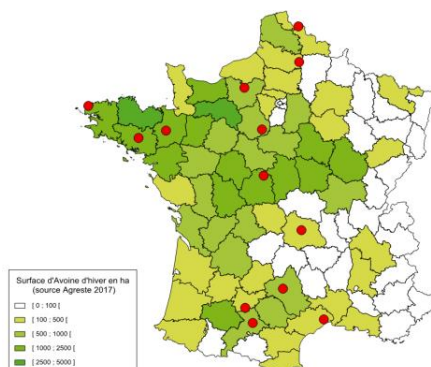 Surface d'Avoine d'hiver en ha
(source Agreste 2017)
[ 0 ; 100 [
[ 100 ; 500 [
[ 500 ; 1000 [
[ 1000 ; 2500 [
[ 2500 ; 5000 ]